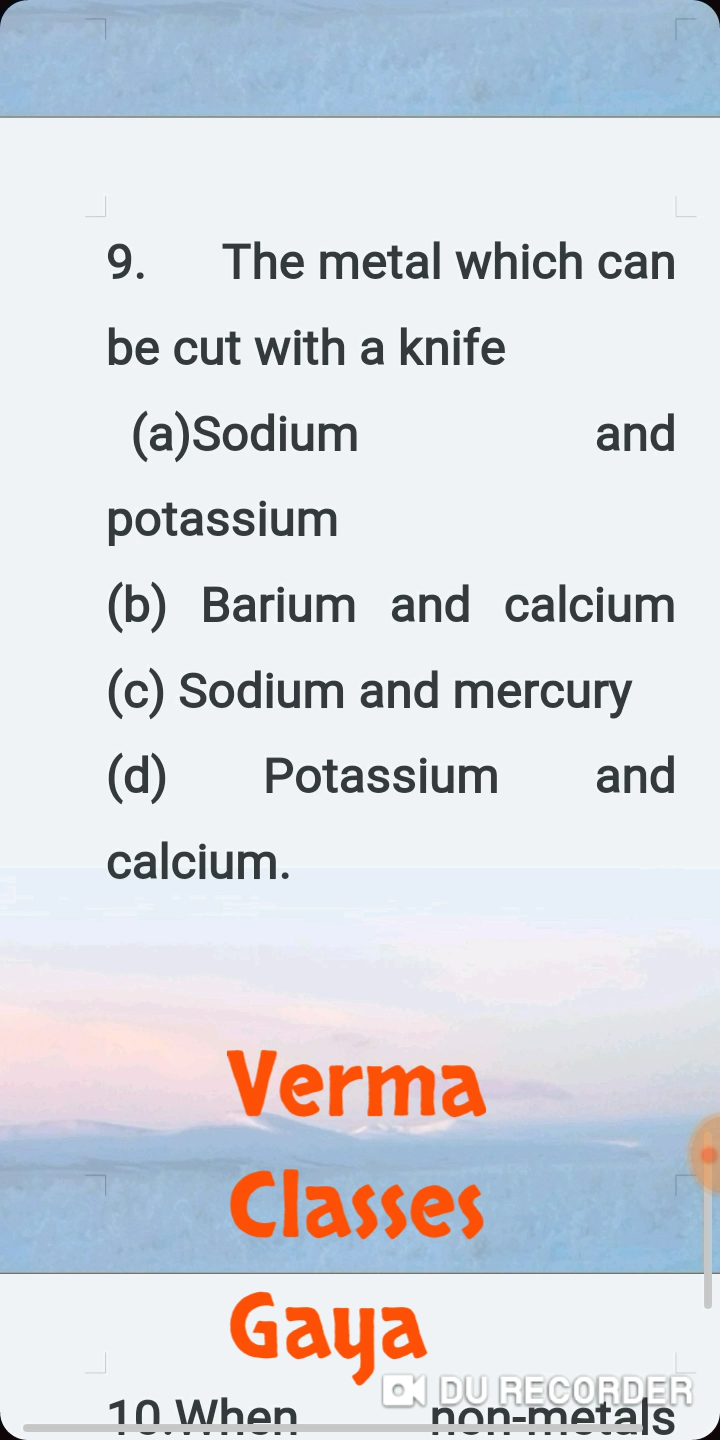 9. The metal which can
be cut with a knife
(a)Sodium and
potassium
(b) Barium and calcium
(c) Sodium and mercury
(d) Potassium and
calcium.
Verma
Classes
Gaya
DU RECORDER
10.When non-metals